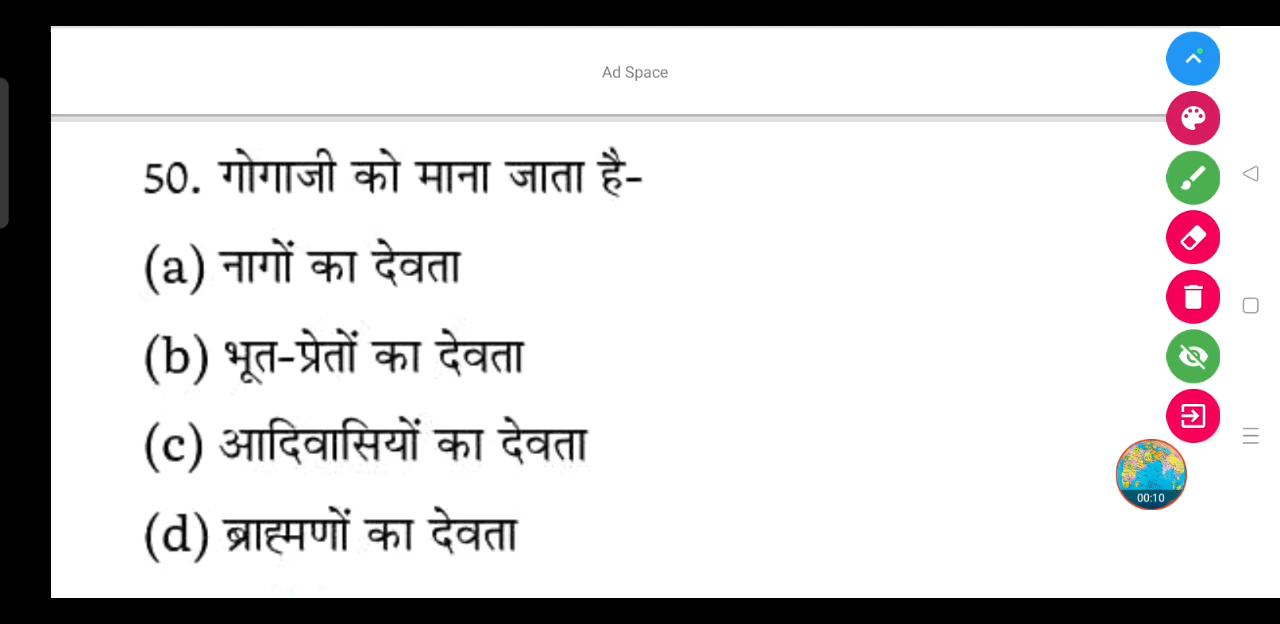 Ad Space
50. गोगाजी को माना जाता है-
(a) नागों का देवता
(b) भूत-प्रेतों का देवता
(c) आदिवासियों का देवता
(d) ब्राह्मणों का देवता
00:10